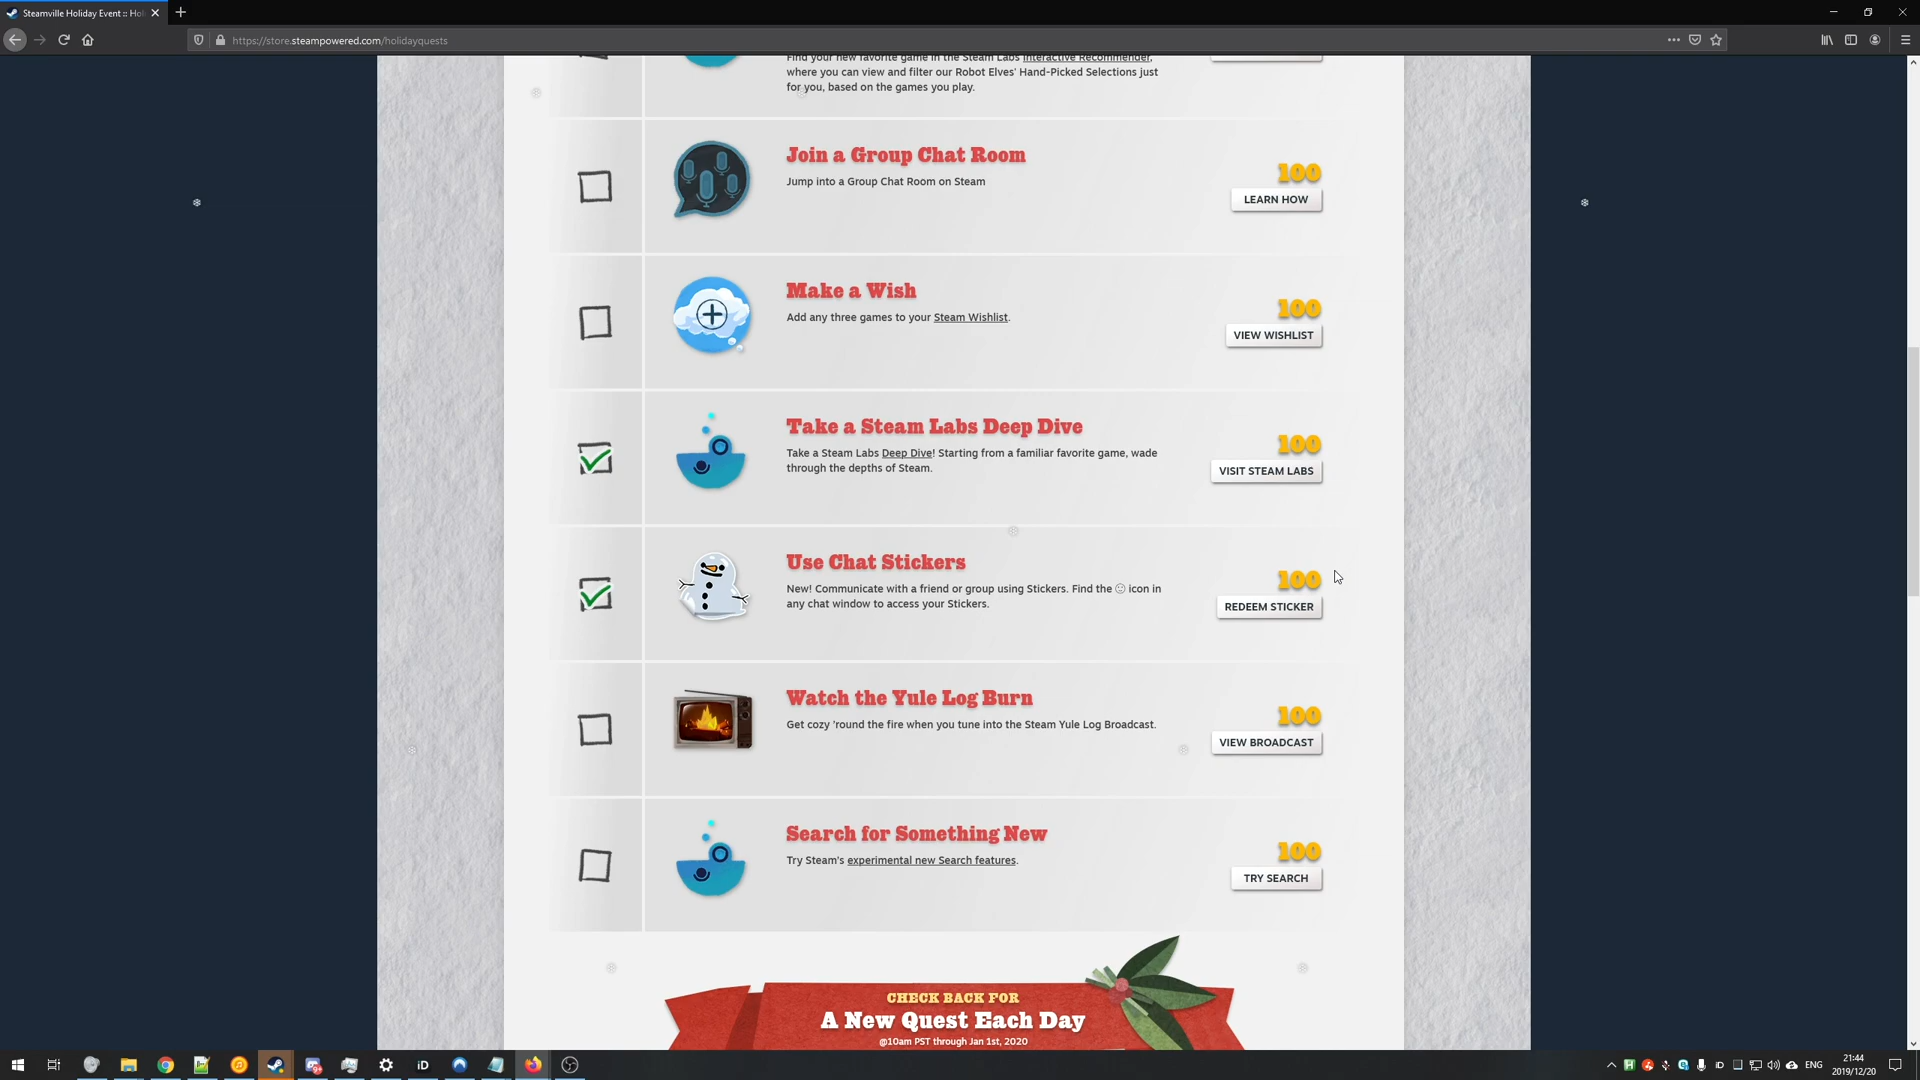 Steamville Holiday Event :: Ho
https://store.steampowered.com/holidayquests
Find your new favorite game in the Steam Labs Interactive Recommender,
where you can view and filter our Robot Elves' Hand-Picked Selections just
for you, based on the games you play.
Join a Group Chat Room
Jump into a Group Chat Room on Steam
100
LEARN HOW
Make a Wish
Add any three games to your Steam Wishlist.
100
VIEW WISHLIST
Take a Steam Labs Deep Dive
Take a Steam Labs Deep Dive! Starting from a familiar favorite game, wade
through the depths of Steam.
100
VISIT STEAM LABS
Use Chat Stickers
New! Communicate with a friend or group using Stickers. Find the icon in
any chat window to access your Stickers.
100
REDEEM STICKER
Watch the Yule Log Burn
Get cozy 'round the fire when you tune into the Steam Yule Log Broadcast.
100
VIEW BROADCAST
Search for Something New
Try Steam's experimental new Search features.
100
TRY SEARCH
CHECK BACK FOR
A New Quest Each Day
@10am PST through Jan 1st, 2020
iD
iD
ENG
21:44
2019/12/20